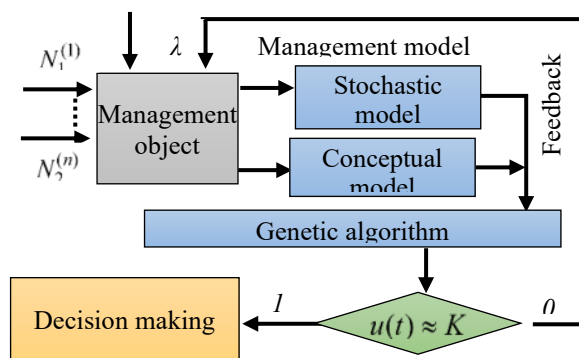 λ
Management model
N₁⁽¹⁾
Management
object
Stochastic
model
Feedback
N₂⁽ⁿ⁾
Conceptual
model
Genetic algorithm
Decision making
1
u(t) ≈ K
0